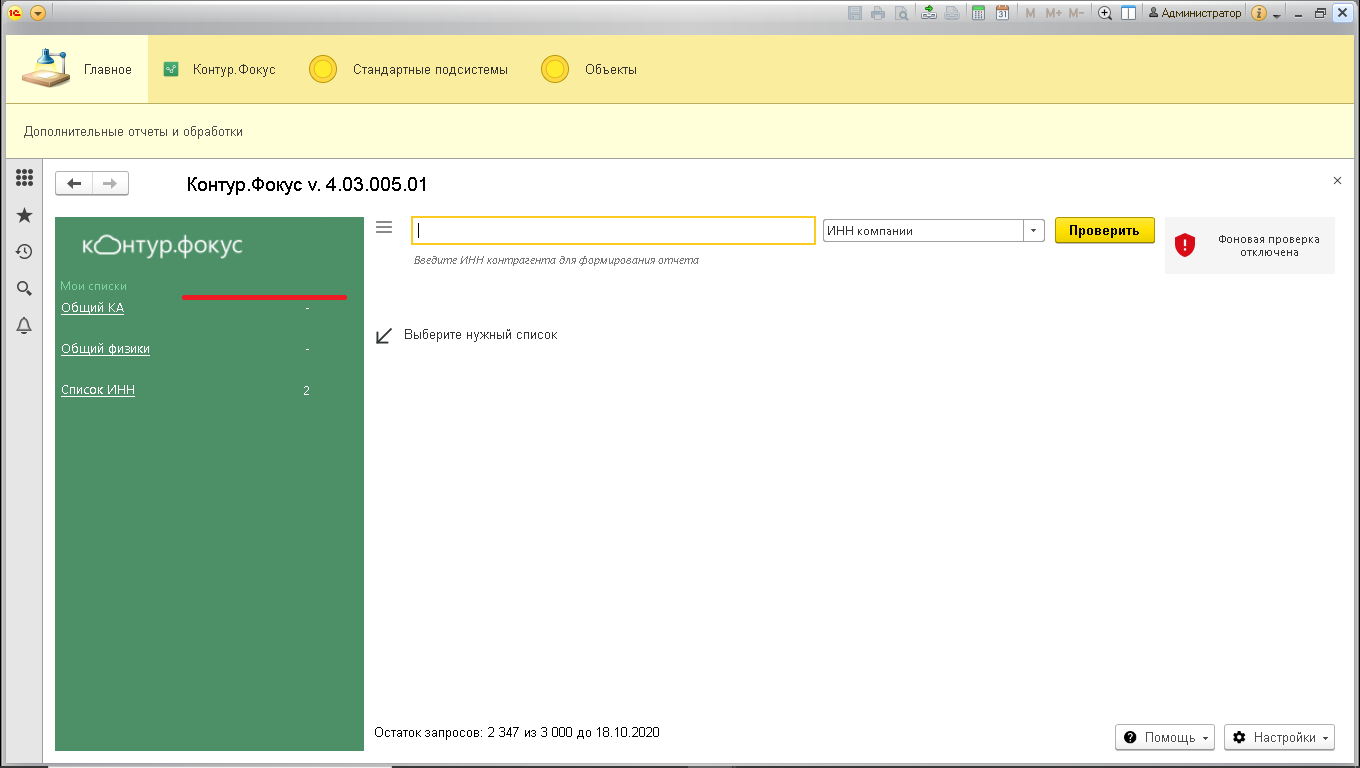 1С
31
M M+ M-
Администратор
Главное
Контур.Фокус
Стандартные подсистемы
Объекты
Дополнительные отчеты и обработки
Контур.Фокус v. 4.03.005.01
контур.фокус
ИНН компании
Проверить
Фоновая проверка
отключена
Введите ИНН контрагента для формирования отчета
Мои списки
Общий КА -
Общий физики -
Список ИНН 2
Выберите нужный список
Остаток запросов: 2 347 из 3 000 до 18.10.2020
Помощь
Настройки